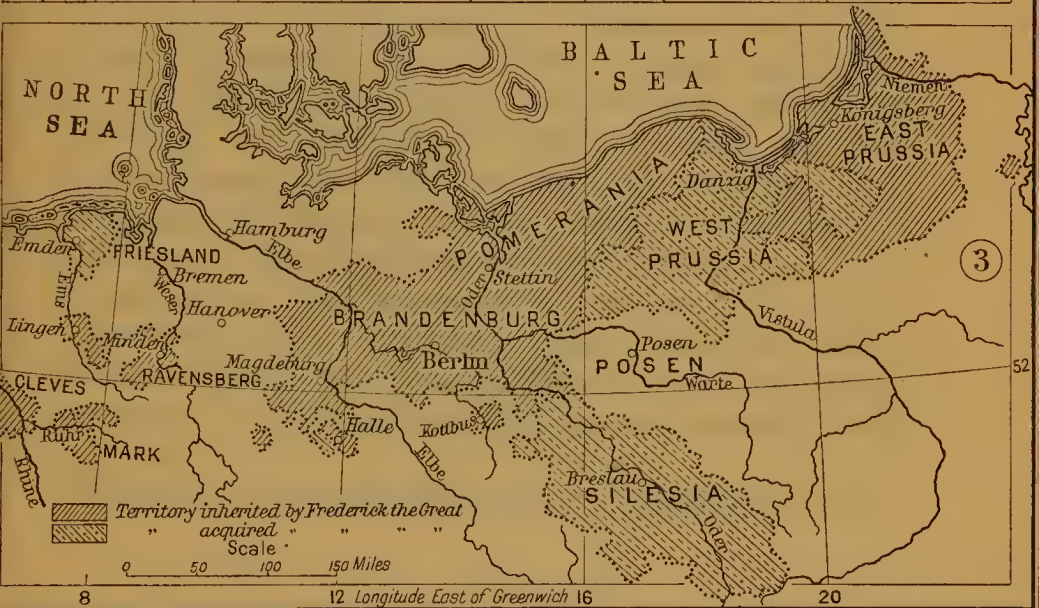 BALTIC
SEA
NORTH
SEA
Niemen
Königsberg
EAST
PRUSSIA
Danzig
POMERANIA
WEST
PRUSSIA
Hamburg
Elbe
Emden
FRIESLAND
Bremen
Stettin
Oder
3
Ems
Weser
Hanover
BRANDENBURG
Vistula
Lingen
Minden
Magdeburg
Berlin
Posen
POSEN
52
CLEVES
RAVENSBERG
Warte
Ruhr
MARK
Halle
Kottbus
Rhine
Elbe
Breslau
SILESIA
Oder
Territory inherited by Frederick the Great
" acquired " " " "
Scale
0 50 100 150 Miles
8 12 Longitude East of Greenwich 16 20